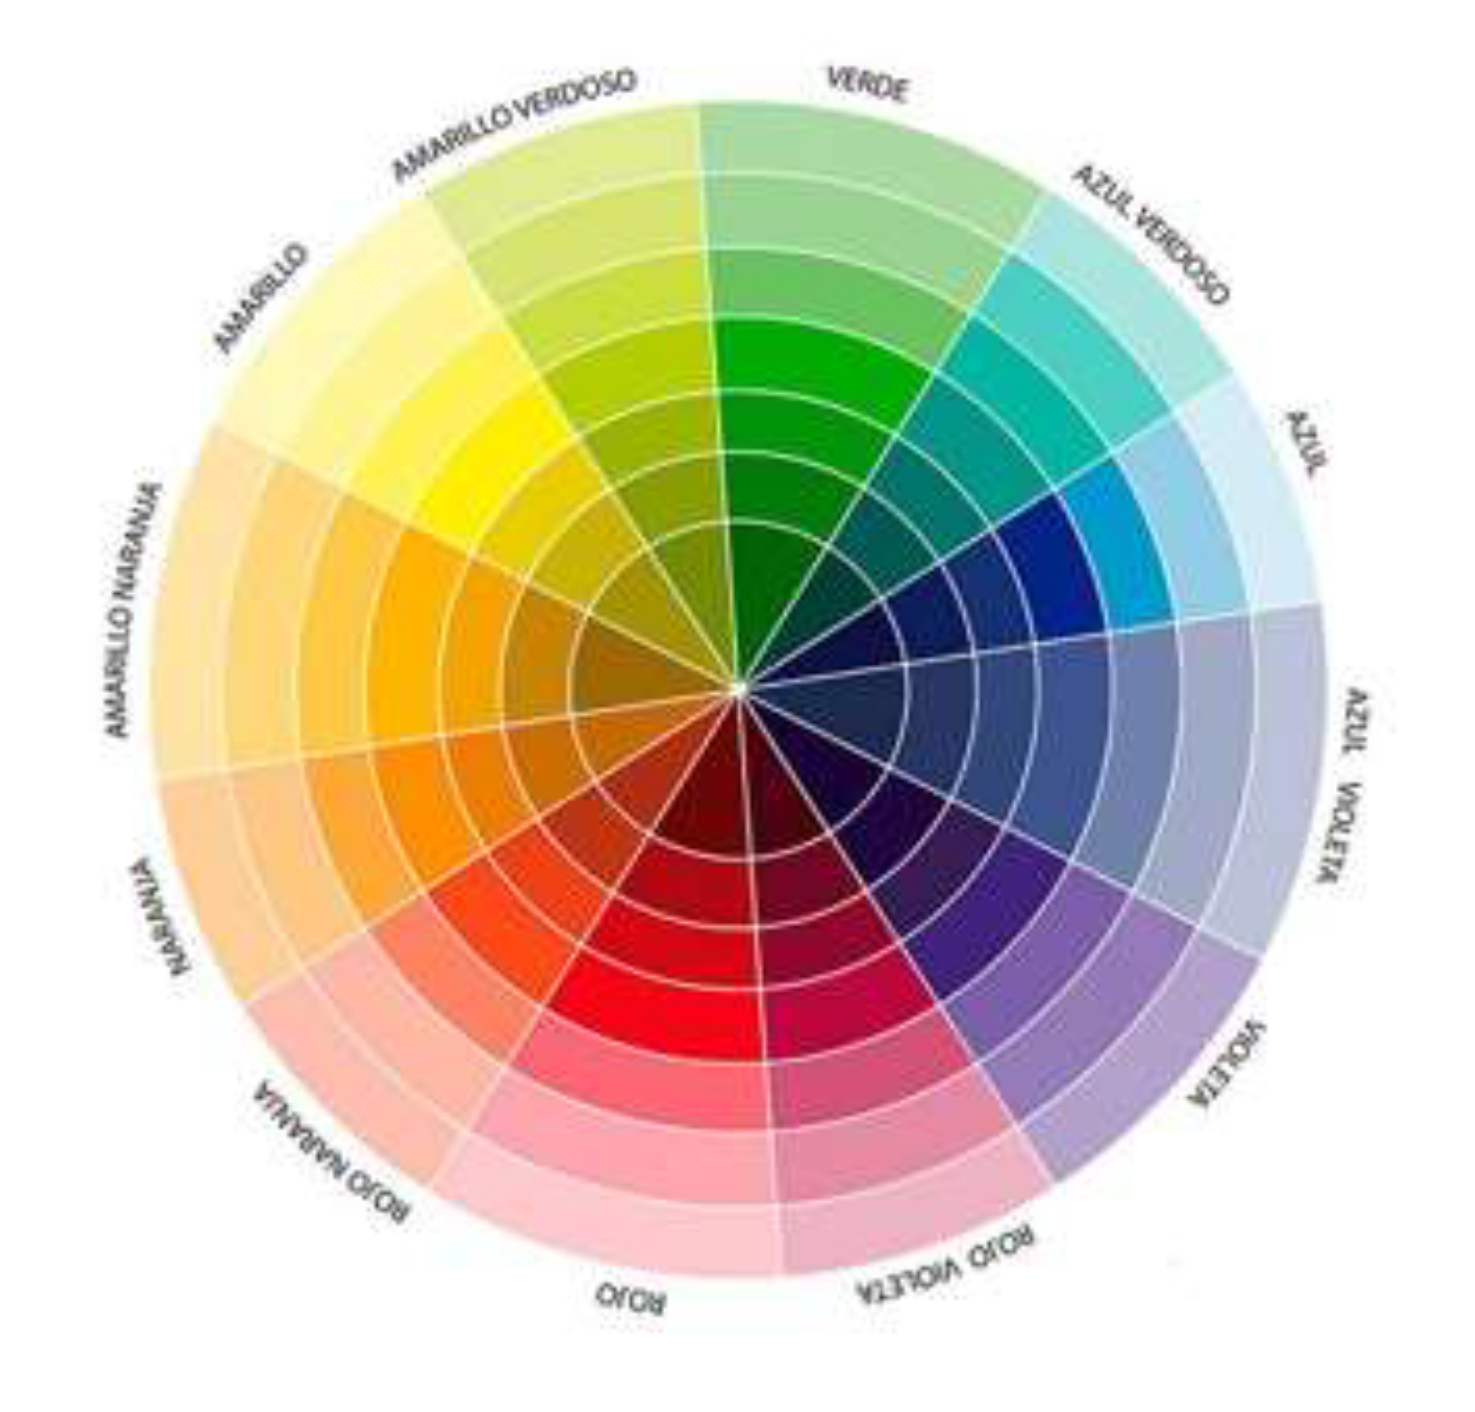 VERDE
AZUL VERDOSO
AZUL
AZUL VIOLETA
VIOLETA
ROJO VIOLETA
ROJO
ROJO NARANJA
NARANJA
AMARILLO NARANJA
AMARILLO
AMARILLO VERDOSO